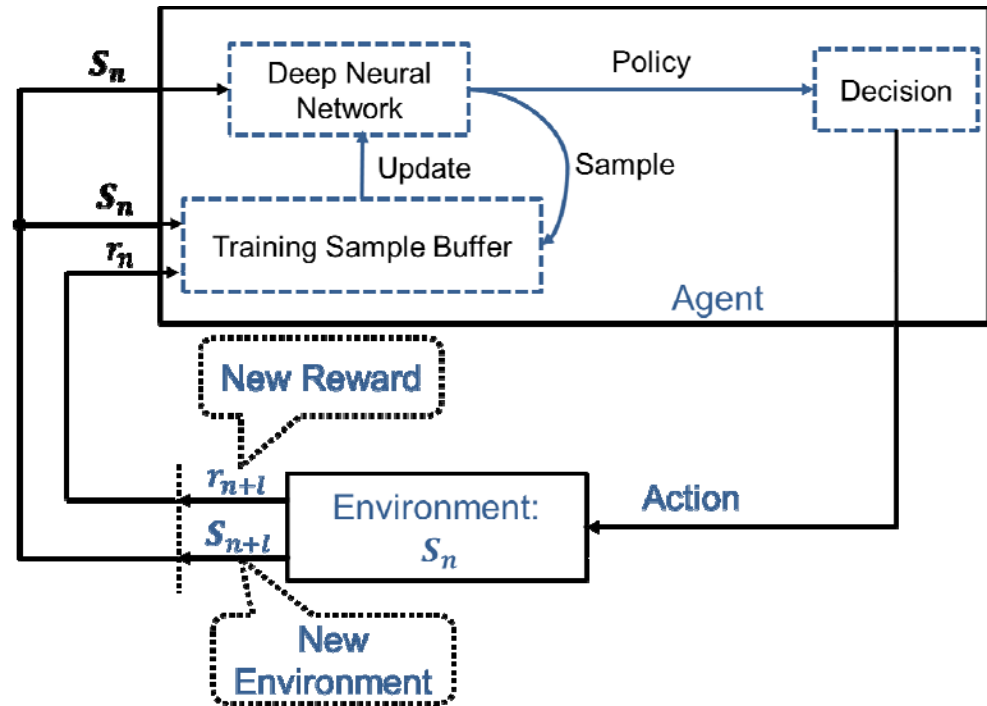 S_n
Deep Neural
Network
Policy
Decision
Update
Sample
S_n
Training Sample Buffer
r_n
Agent
New Reward
r_{n+l}
Environment:
S_n
Action
S_{n+l}
New
Environment